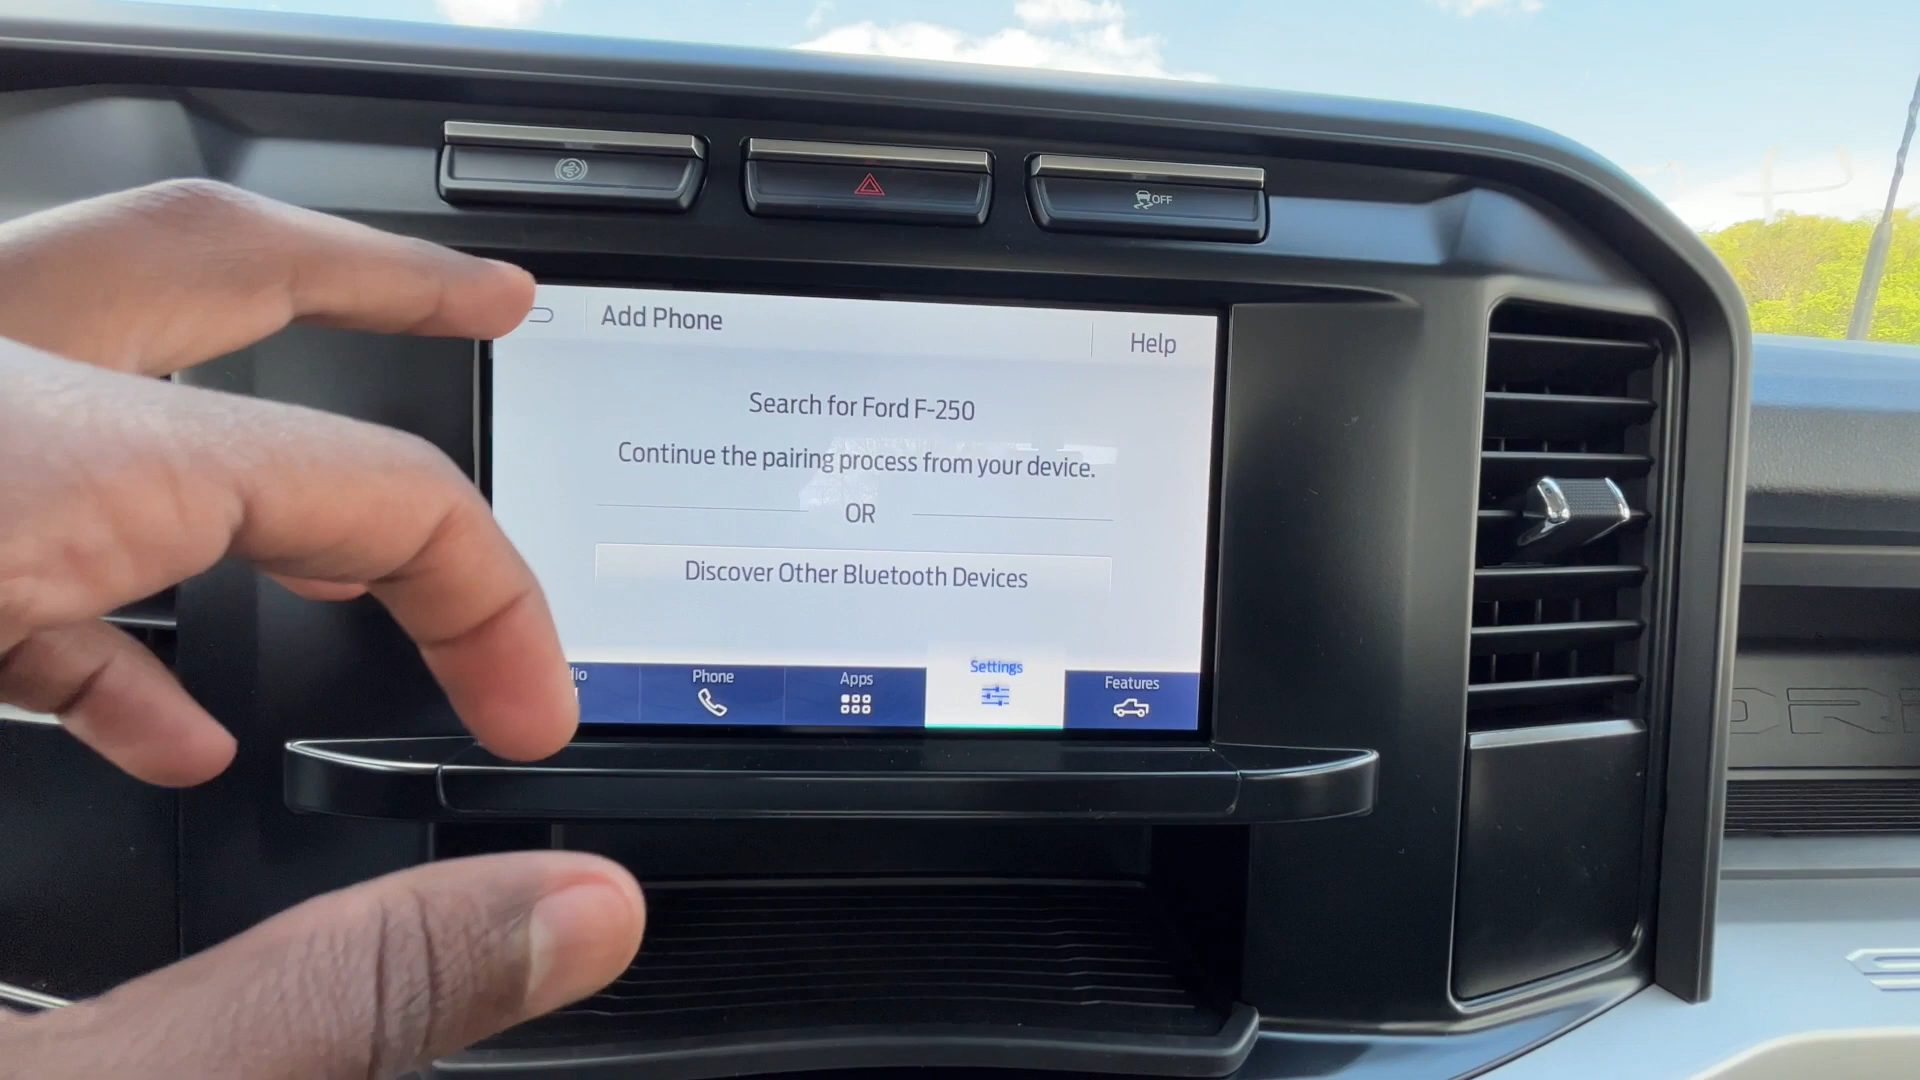 OFF
Add Phone
Help
Search for Ford F-250
Continue the pairing process from your device.
OR
Discover Other Bluetooth Devices
Phone
Apps
Settings
Features